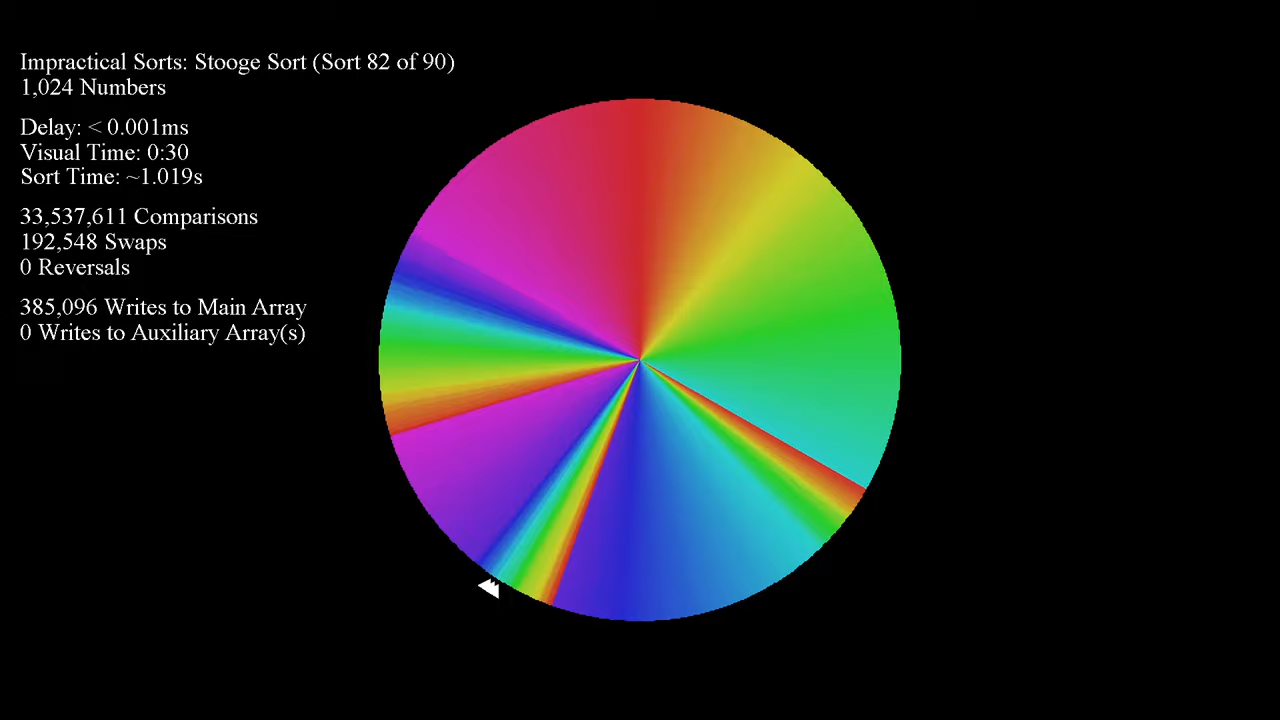 Impractical Sorts: Stooge Sort (Sort 82 of 90)
1,024 Numbers
Delay: < 0.001ms
Visual Time: 0:30
Sort Time: ~1.019s
33,537,611 Comparisons
192,548 Swaps
0 Reversals
385,096 Writes to Main Array
0 Writes to Auxiliary Array(s)